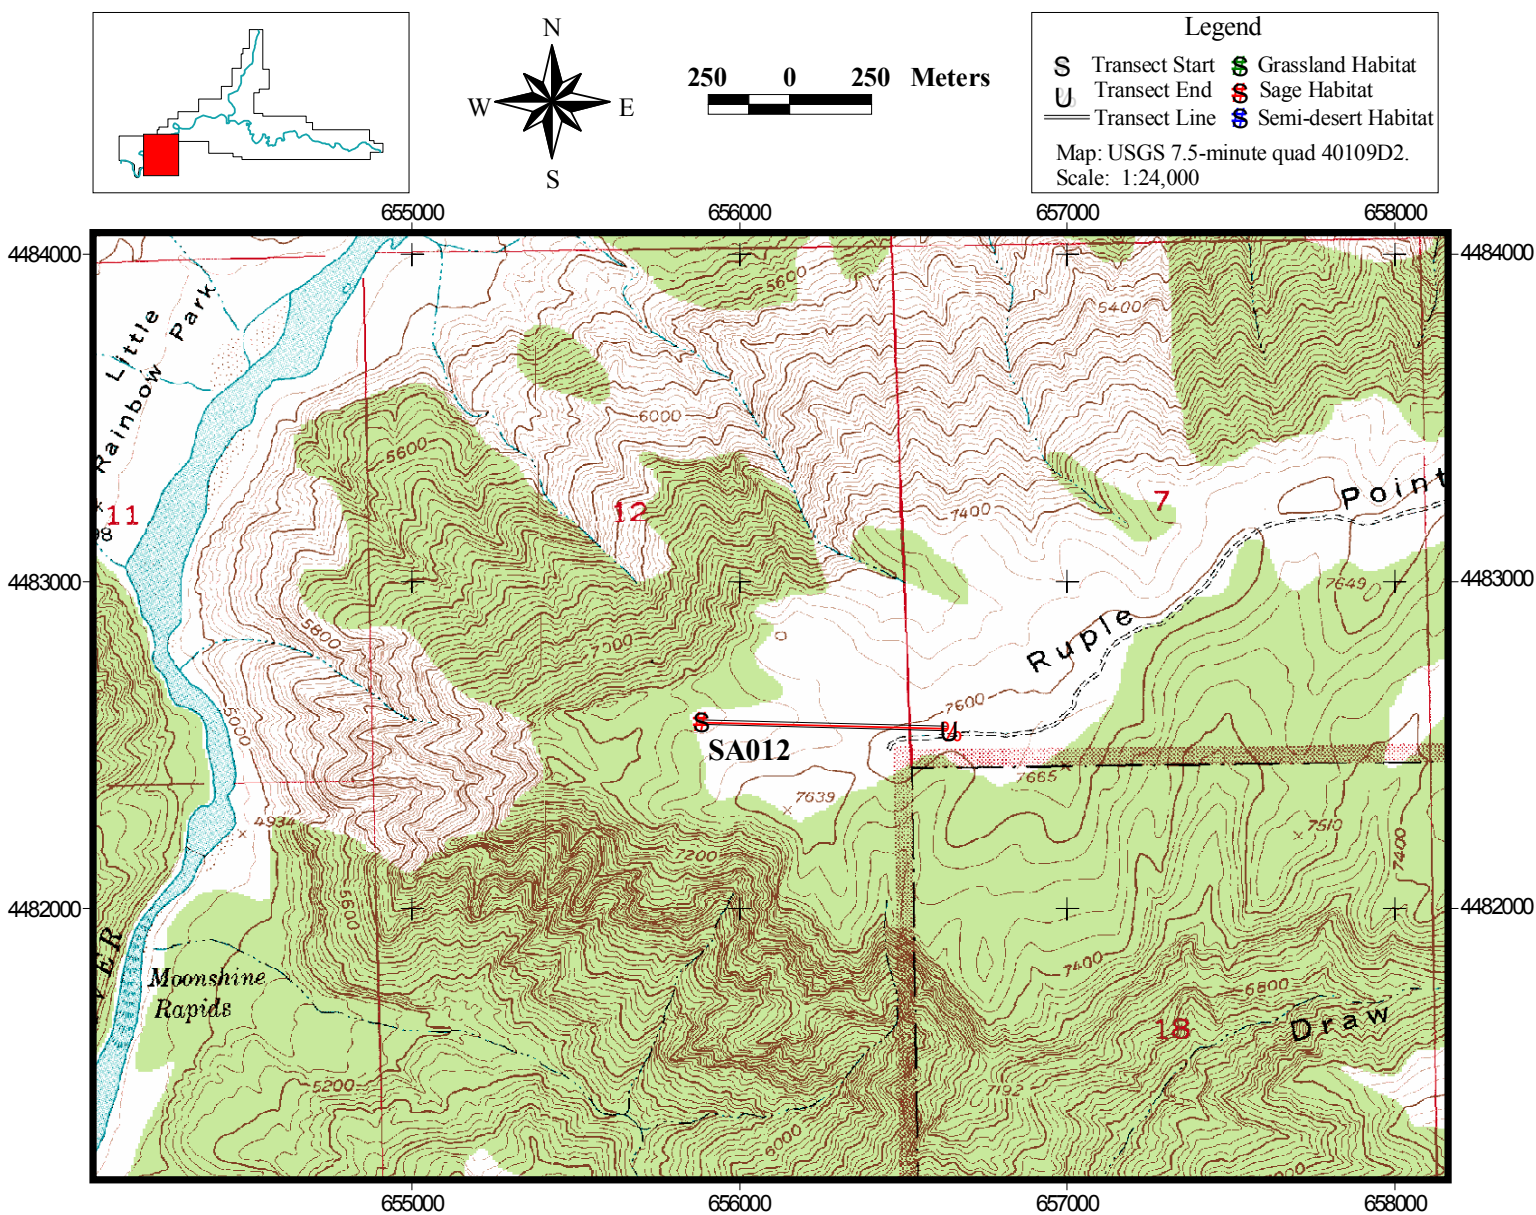 N
W E
S
250 0 250 Meters
Legend
S Transect Start S Grassland Habitat
U Transect End S Sage Habitat
Transect Line S Semi-desert Habitat
Map: USGS 7.5-minute quad 40109D2.
Scale: 1:24,000
655000 656000 657000 658000
4484000 4484000
Little
Rainbow Park
5600
5400
6000
5600
11
12
7
7400
Point
98
4483000 4483000
7649
5800
7000
Ruple
5000
7600
S
U
SA012
7665
7639
4934
7510
7200
7400
5600
4482000 4482000
VER
7400
Moonshine
Rapids
6800
18
Draw
5200
7192
6000
655000 656000 657000 658000